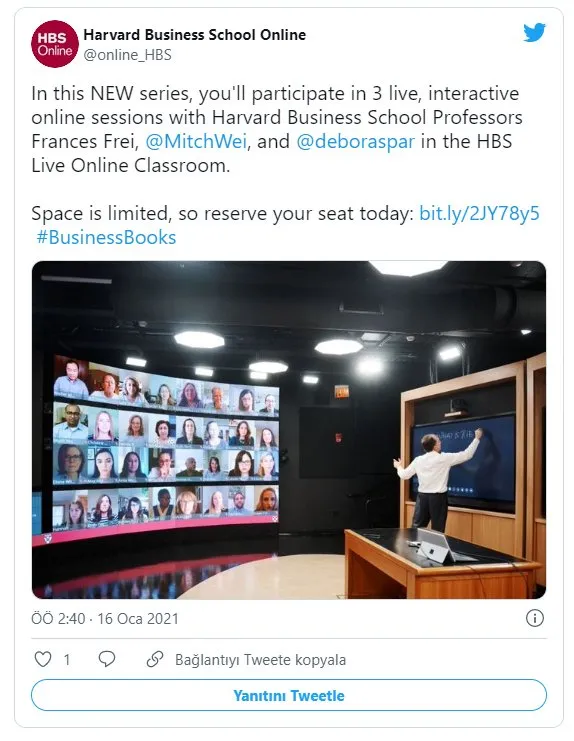 HBS
Online
Harvard Business School Online
@online_HBS
In this NEW series, you'll participate in 3 live, interactive
online sessions with Harvard Business School Professors
Frances Frei, @MitchWei, and @deboraspar in the HBS
Live Online Classroom.
Space is limited, so reserve your seat today: bit.ly/2JY78y5
#BusinessBooks
ÖÖ 2:40 · 16 Oca 2021
1
Bağlantıyı Tweete kopyala
Yanıtını Tweetle